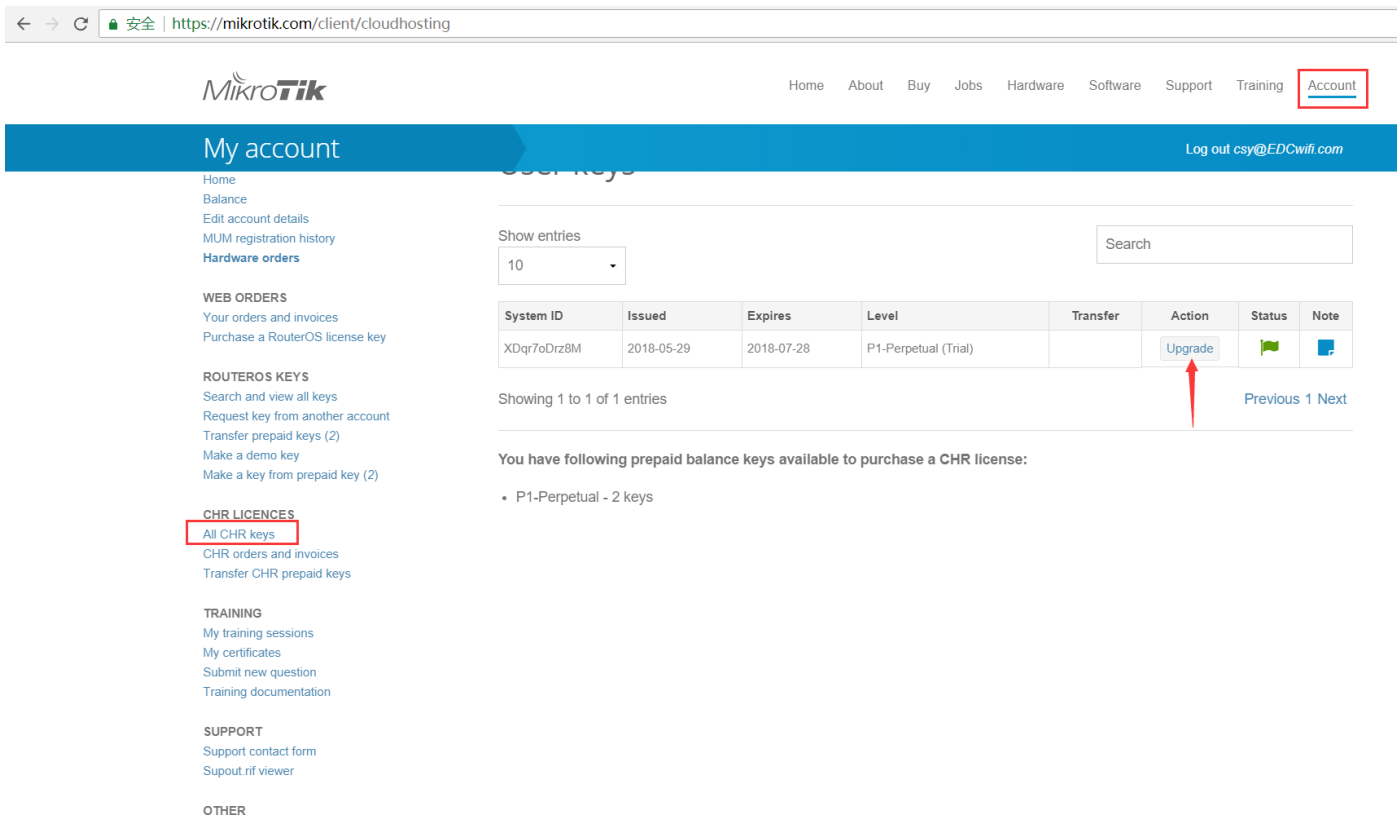 安全 https://mikrotik.com/client/cloudhosting
MikroTik
Home About Buy Jobs Hardware Software Support Training Account
My account
Log out csy@EDCwifi.com
User keys
Home
Balance
Edit account details
MUM registration history
Hardware orders
WEB ORDERS
Your orders and invoices
Purchase a RouterOS license key
ROUTEROS KEYS
Search and view all keys
Request key from another account
Transfer prepaid keys (2)
Make a demo key
Make a key from prepaid key (2)
CHR LICENCES
All CHR keys
CHR orders and invoices
Transfer CHR prepaid keys
TRAINING
My training sessions
My certificates
Submit new question
Training documentation
SUPPORT
Support contact form
Supout.rif viewer
OTHER
Show entries
10
Search
System ID Issued Expires Level Transfer Action Status Note
XDqr7oDrz8M 2018-05-29 2018-07-28 P1-Perpetual (Trial) Upgrade
Showing 1 to 1 of 1 entries
Previous 1 Next
You have following prepaid balance keys available to purchase a CHR license:
• P1-Perpetual - 2 keys